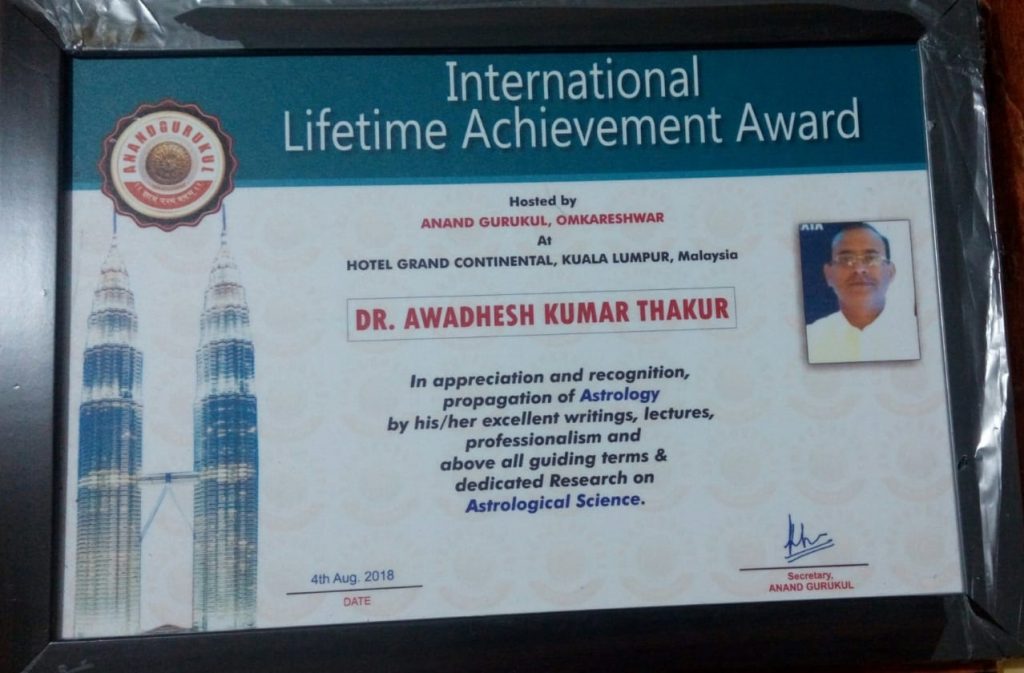 International
Lifetime Achievement Award
ANANDGURUKUL
Hosted by
ANAND GURUKUL, OMKARESHWAR
At
HOTEL GRAND CONTINENTAL, KUALA LUMPUR, Malaysia
DR. AWADHESH KUMAR THAKUR
In appreciation and recognition,
propagation of Astrology
by his/her excellent writings, lectures,
professionalism and
above all guiding terms &
dedicated Research on
Astrological Science.
4th Aug. 2018
DATE
Secretary,
ANAND GURUKUL